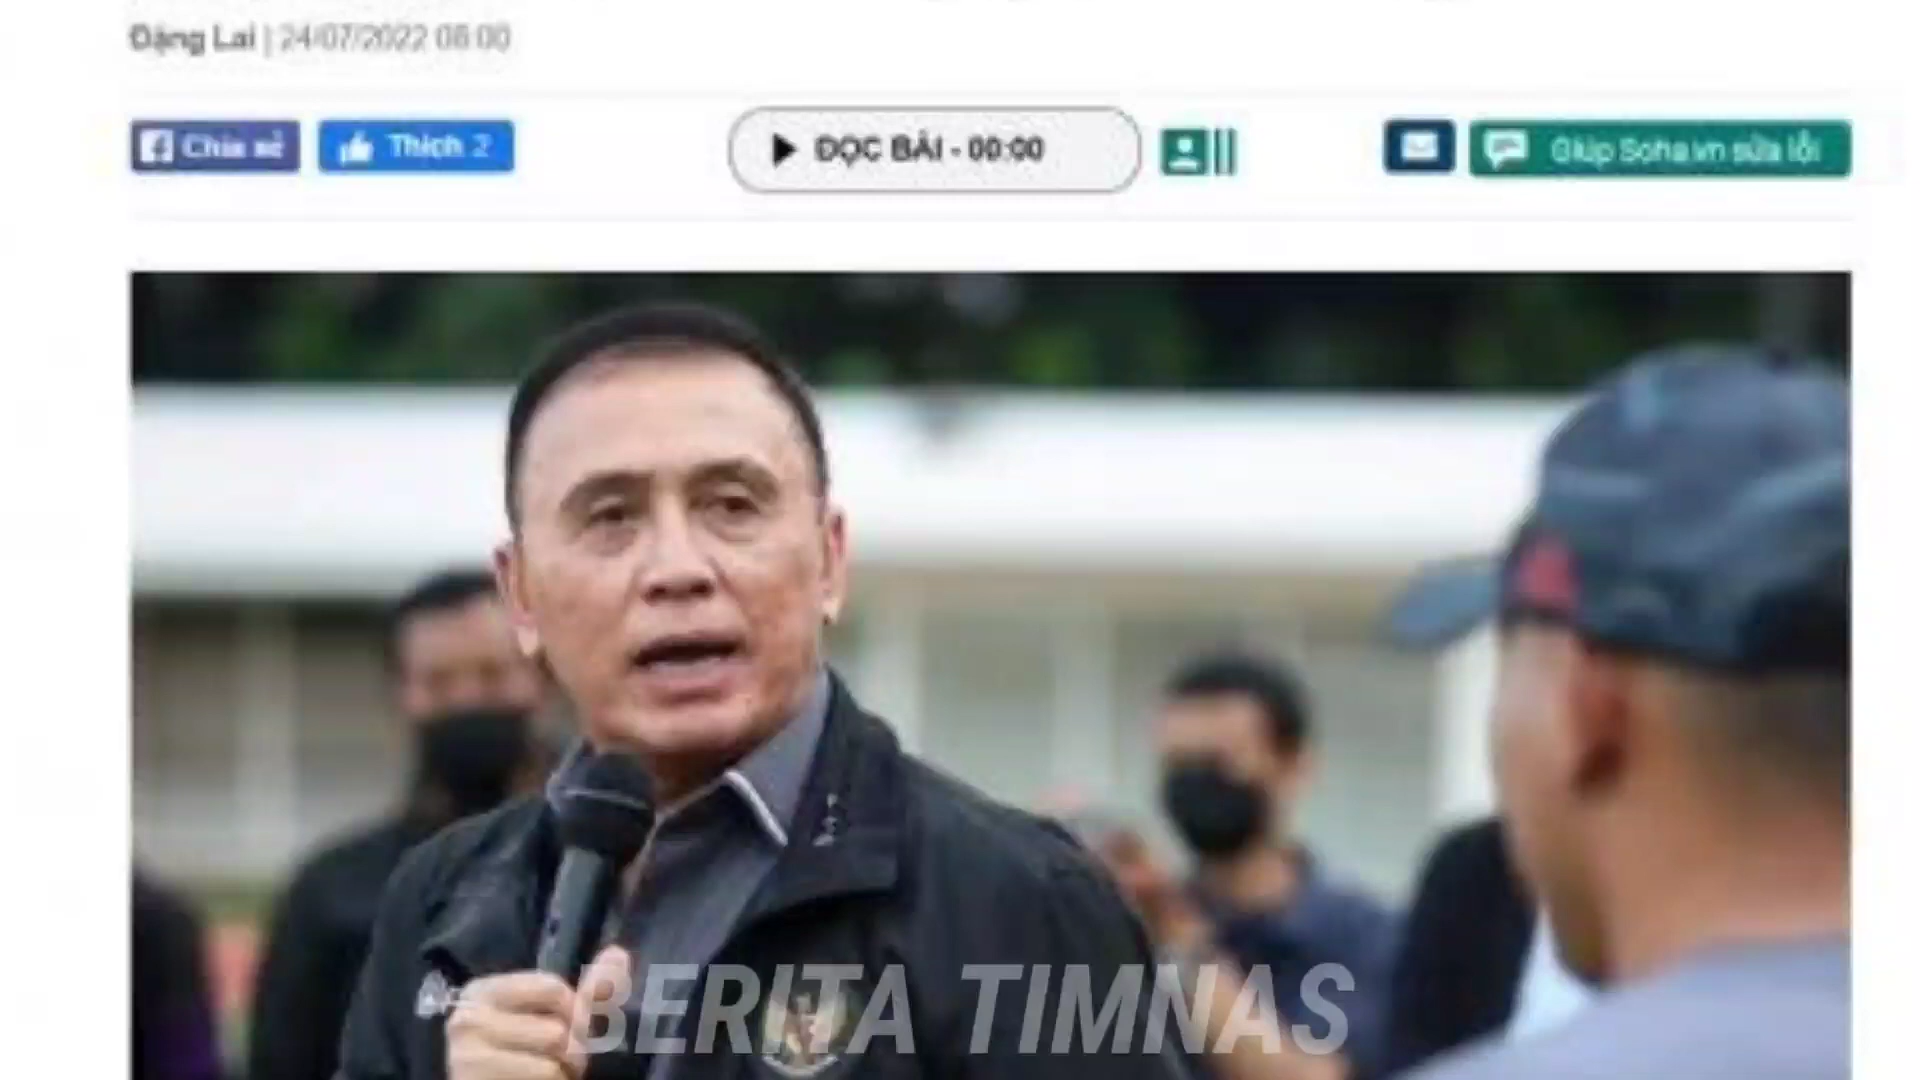 Đặng Lai | 24/07/2022 06:00
Chia sẻ
Thích 2
ĐỌC BÀI - 00:00
Giúp Soha.vn sửa lỗi
BERITA TIMNAS